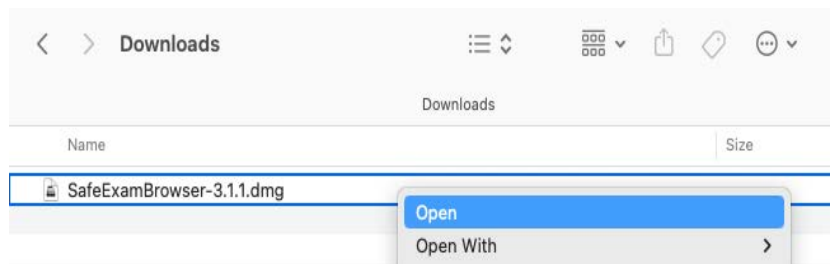 Downloads
Downloads
Name Size
SafeExamBrowser-3.1.1.dmg
Open
Open With